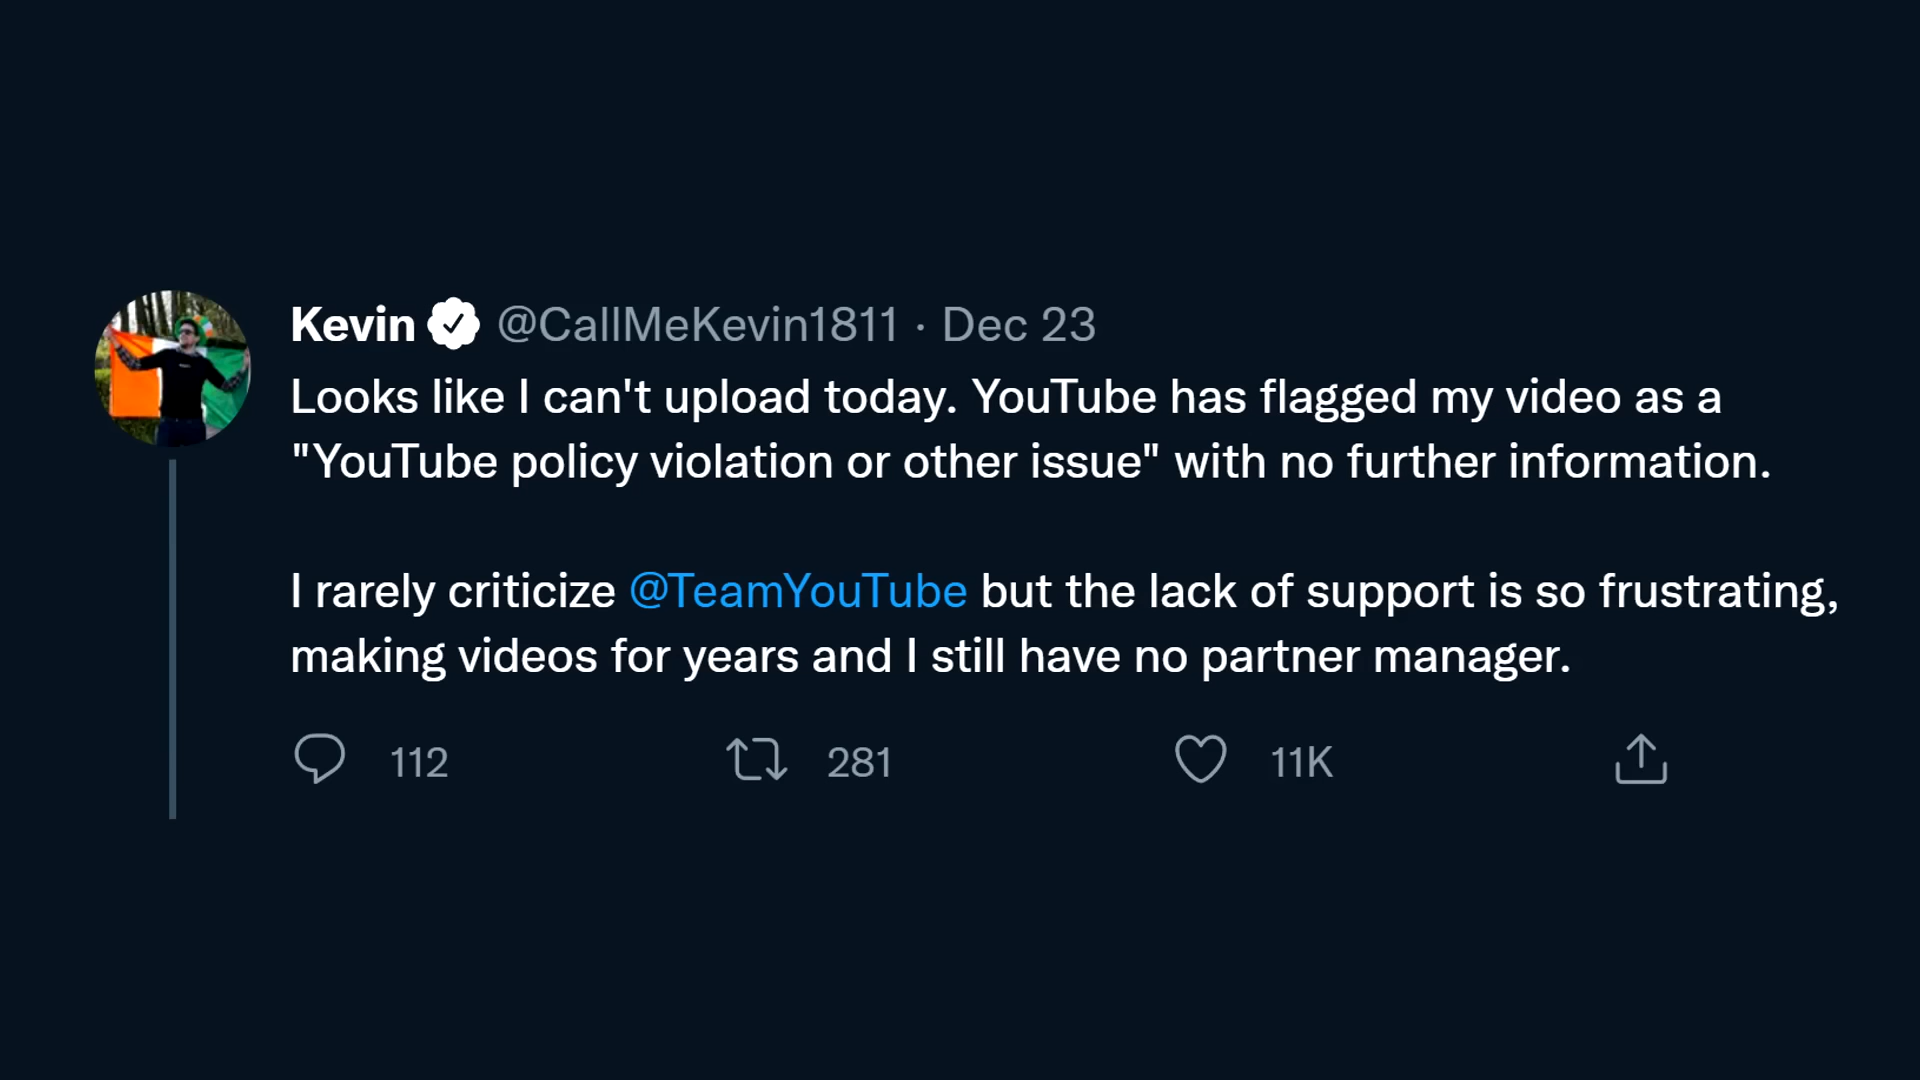 Kevin @CallMeKevin1811 · Dec 23
Looks like I can't upload today. YouTube has flagged my video as a
"YouTube policy violation or other issue" with no further information.
I rarely criticize @TeamYouTube but the lack of support is so frustrating,
making videos for years and I still have no partner manager.
112 281 11K